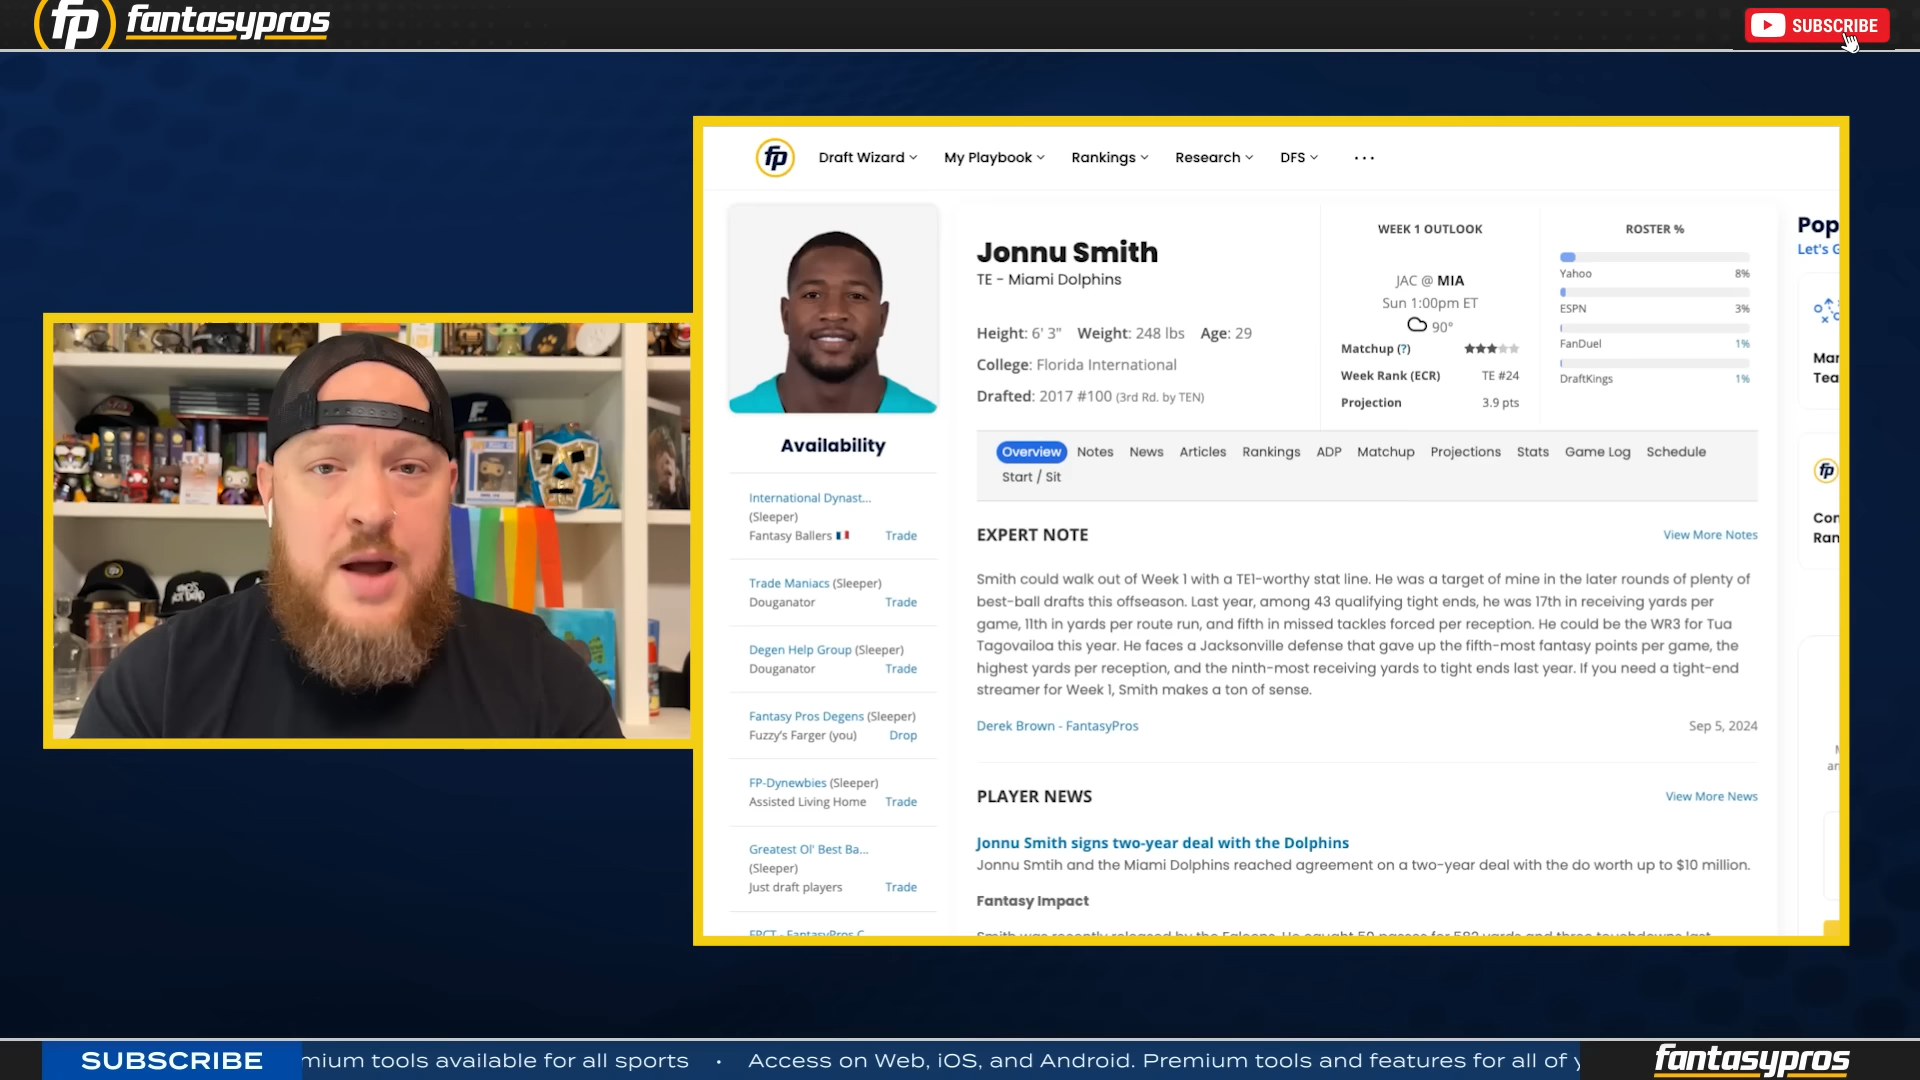 fp fantasypros
SUBSCRIBE
fp Draft Wizard My Playbook Rankings Research DFS ...
Jonnu Smith
TE - Miami Dolphins
Height: 6' 3" Weight: 248 lbs Age: 29
College: Florida International
Drafted: 2017 #100 (3rd Rd. by TEN)
WEEK 1 OUTLOOK
JAC @ MIA
Sun 1:00pm ET
90°
Matchup (?)
Week Rank (ECR) TE #24
Projection 3.9 pts
ROSTER %
Yahoo 8%
ESPN 3%
FanDuel 1%
DraftKings 1%
Pop
Let's G
Mar
Tea
fp
Con
Ran
Availability
International Dynast...
(Sleeper)
Fantasy Ballers Trade
Trade Maniacs (Sleeper)
Douganator Trade
Degen Help Group (Sleeper)
Douganator Trade
Fantasy Pros Degens (Sleeper)
Fuzzy's Farger (you) Drop
FP-Dynewbies (Sleeper)
Assisted Living Home Trade
Greatest Ol' Best Ba...
(Sleeper)
Just draft players Trade
Overview Notes News Articles Rankings ADP Matchup Projections Stats Game Log Schedule
Start / Sit
EXPERT NOTE View More Notes
Smith could walk out of Week 1 with a TE1-worthy stat line. He was a target of mine in the later rounds of plenty of
best-ball drafts this offseason. Last year, among 43 qualifying tight ends, he was 17th in receiving yards per
game, 11th in yards per route run, and fifth in missed tackles forced per reception. He could be the WR3 for Tua
Tagovailoa this year. He faces a Jacksonville defense that gave up the fifth-most fantasy points per game, the
highest yards per reception, and the ninth-most receiving yards to tight ends last year. If you need a tight-end
streamer for Week 1, Smith makes a ton of sense.
Derek Brown - FantasyPros Sep 5, 2024
PLAYER NEWS View More News
Jonnu Smith signs two-year deal with the Dolphins
Jonnu Smtih and the Miami Dolphins reached agreement on a two-year deal with the do worth up to $10 million.
Fantasy Impact
SUBSCRIBE mium tools available for all sports • Access on Web, iOS, and Android. Premium tools and features for all of y
fantasypros